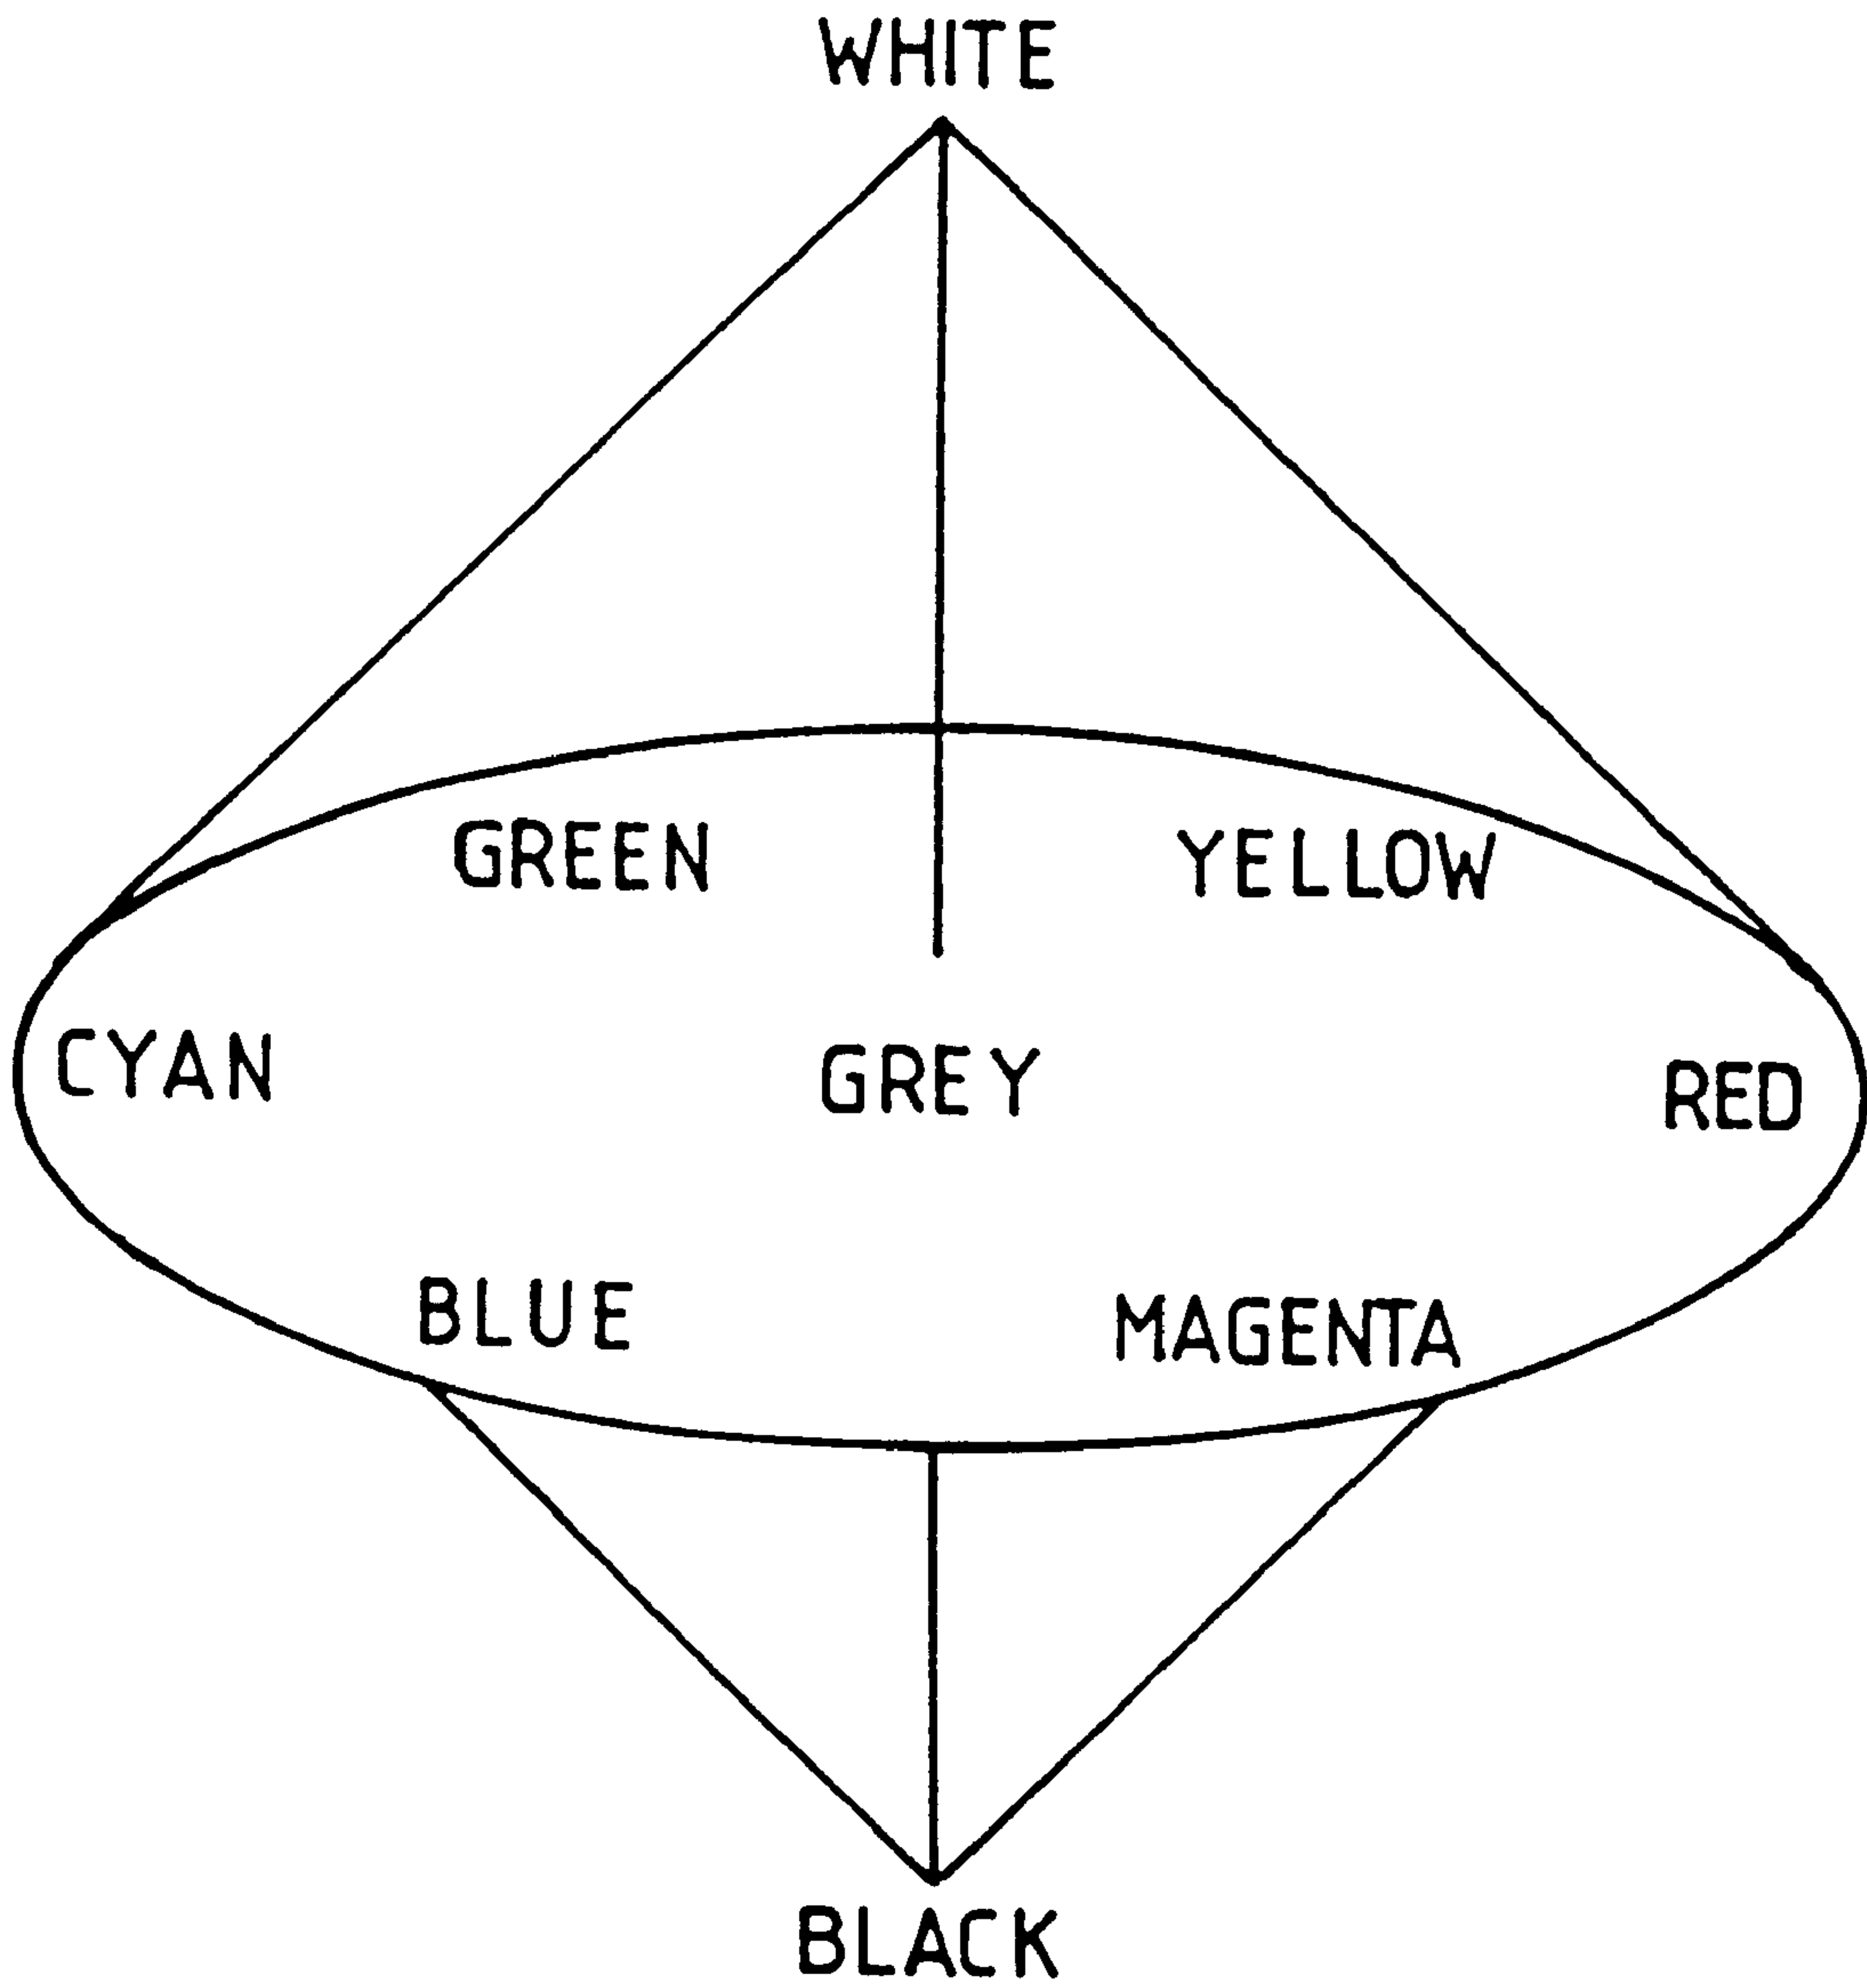 WHITE
GREEN YELLOW
CYAN GREY RED
BLUE MAGENTA
BLACK